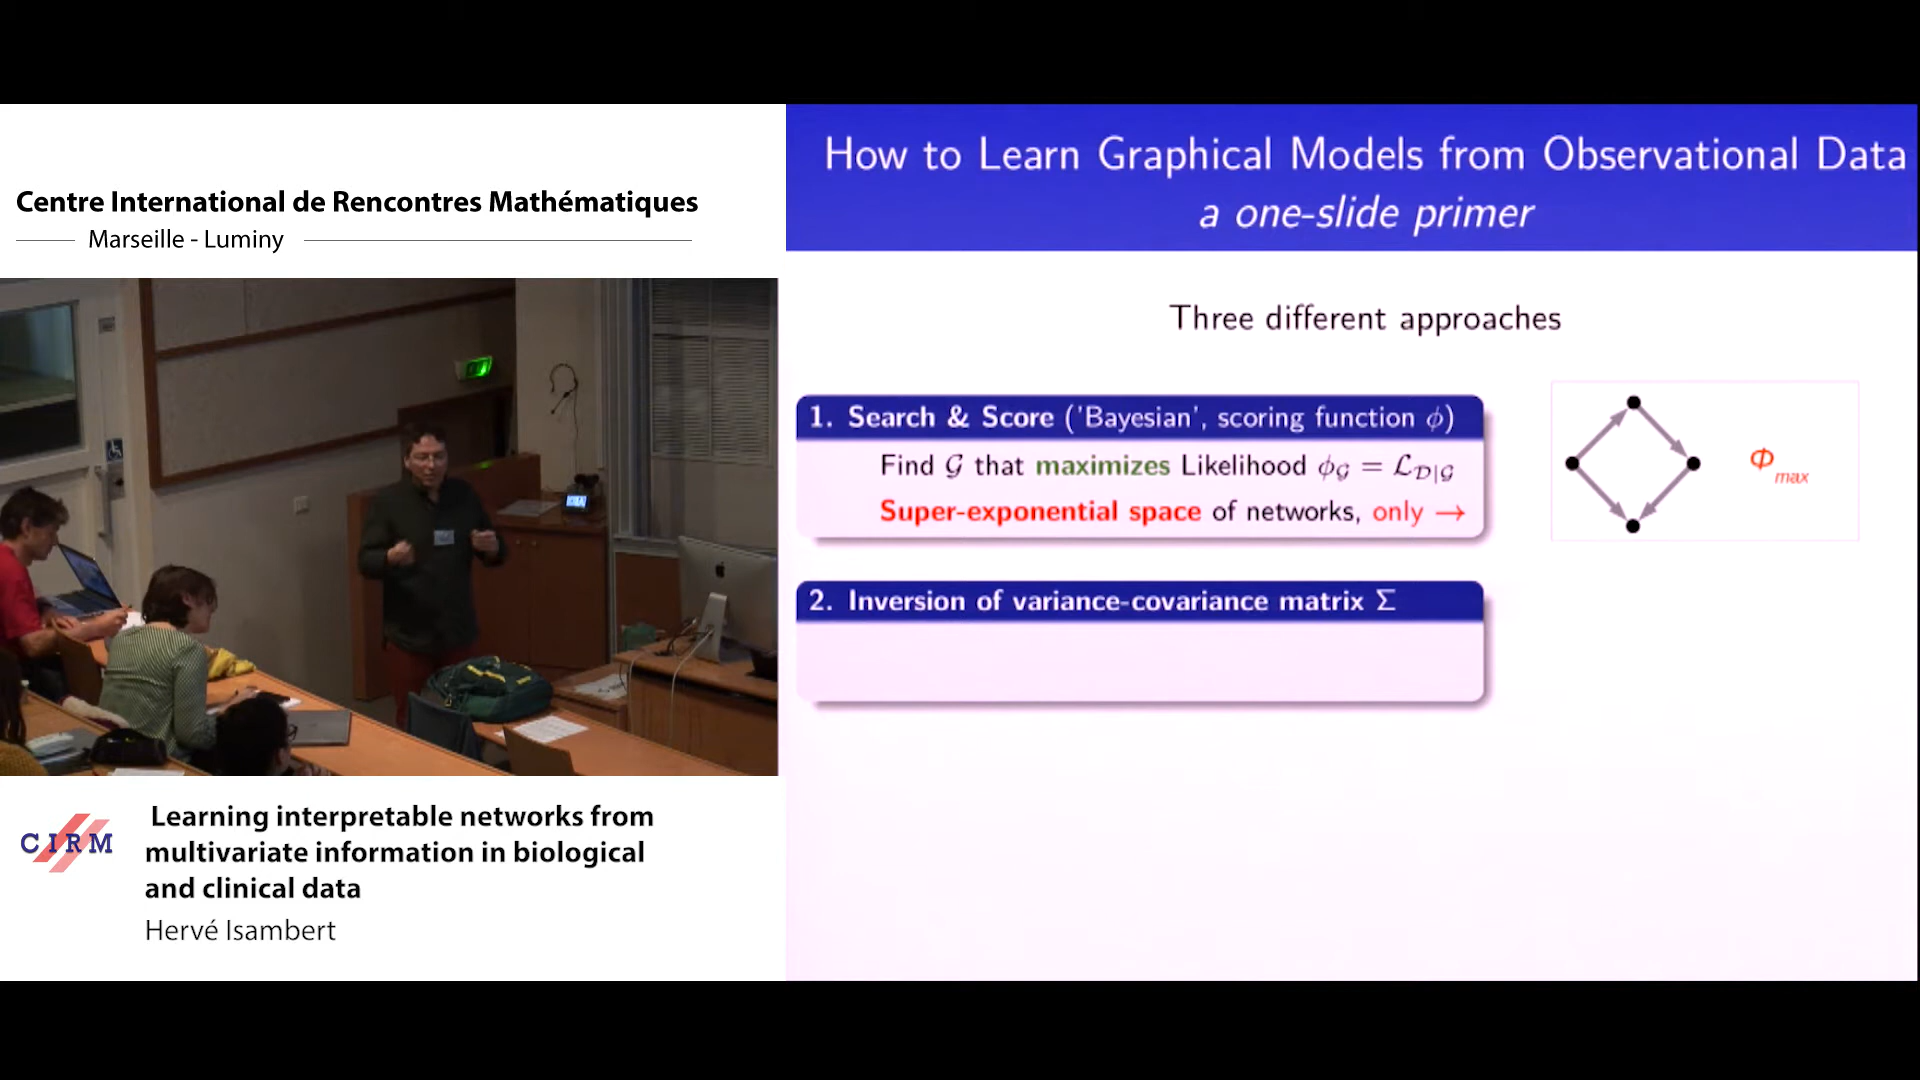 Centre International de Rencontres Mathématiques
Marseille - Luminy
CIRM
Learning interpretable networks from
multivariate information in biological
and clinical data
Hervé Isambert
How to Learn Graphical Models from Observational Data
a one-slide primer
Three different approaches
1. Search & Score ('Bayesian', scoring function ϕ)
Find 𝒢 that maximizes Likelihood ϕ_𝒢 = ℒ_{𝒟|𝒢}
Super-exponential space of networks, only →
Φ_max
2. Inversion of variance-covariance matrix Σ